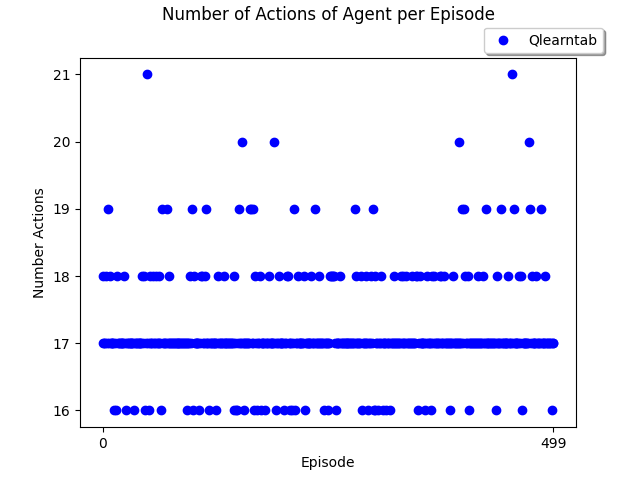 Number of Actions of Agent per Episode
Qlearntab
21
20
19
18
17
16
Number Actions
0
499
Episode